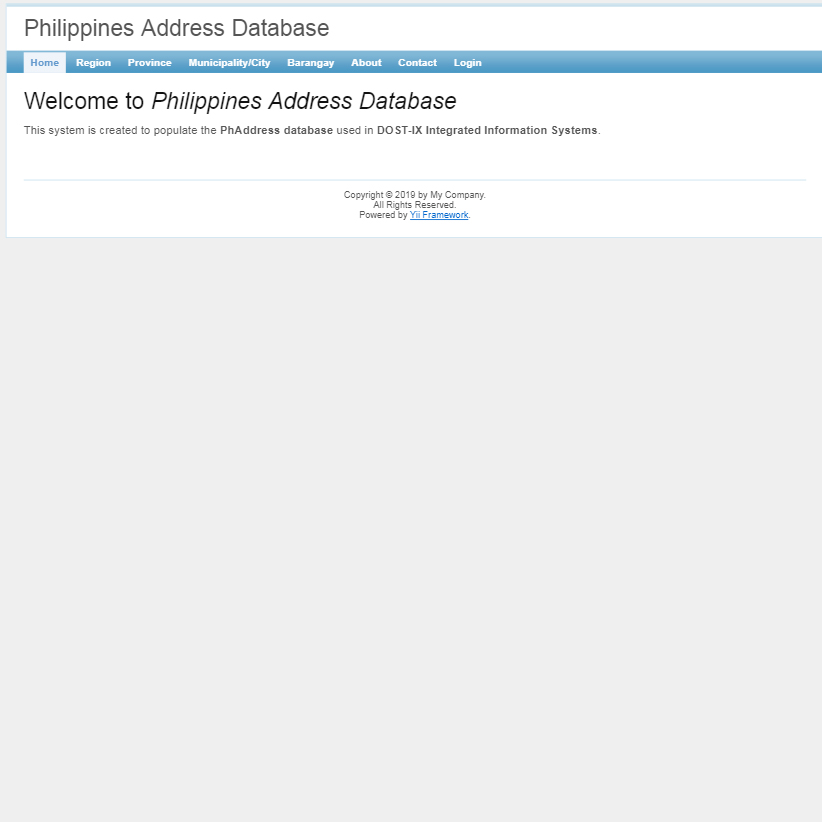 Philippines Address Database
Home Region Province Municipality/City Barangay About Contact Login
Welcome to Philippines Address Database
This system is created to populate the PhAddress database used in DOST-IX Integrated Information Systems.
Copyright © 2019 by My Company.
All Rights Reserved.
Powered by Yii Framework.